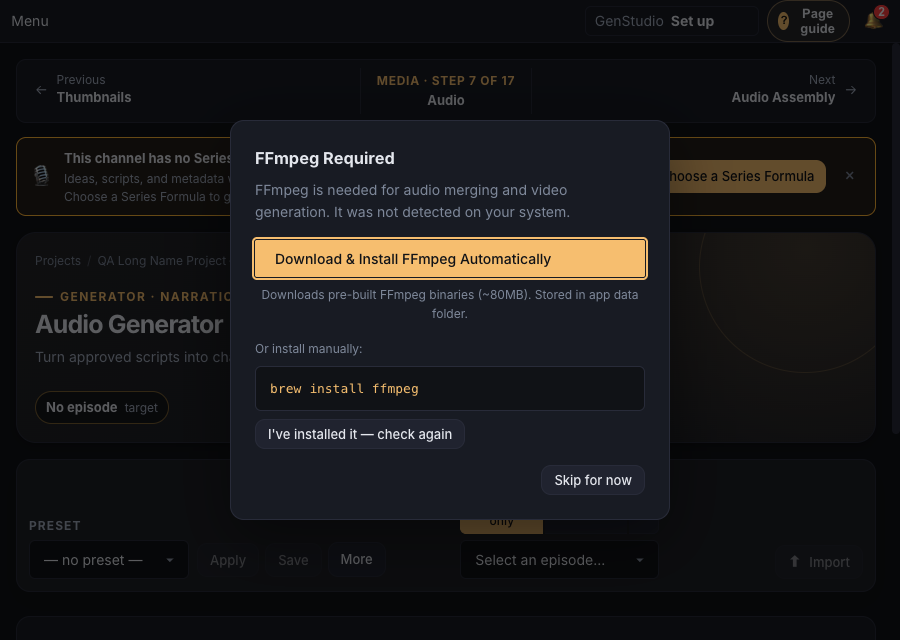 Menu
GenStudio Set up
? Page guide
2
Previous
Thumbnails
MEDIA · STEP 7 OF 17
Audio
Next
Audio Assembly
This channel has no Series
Ideas, scripts, and metadata
Choose a Series Formula to
hoose a Series Formula
×
Projects / QA Long Name Project
GENERATOR · NARRATIO
Audio Generator
Turn approved scripts into
No episode target
FFmpeg Required
FFmpeg is needed for audio merging and video
generation. It was not detected on your system.
Download & Install FFmpeg Automatically
Downloads pre-built FFmpeg binaries (~80MB). Stored in app data
folder.
Or install manually:
brew install ffmpeg
I've installed it — check again
Skip for now
PRESET
— no preset —
Apply
Save
More
only
Select an episode...
Import